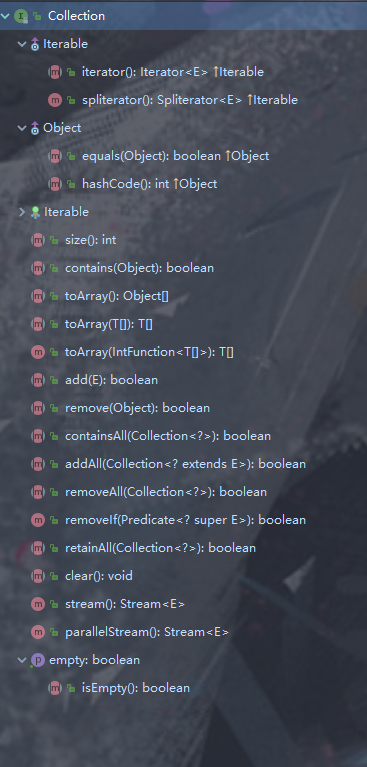 Collection
Iterable
iterator(): Iterator<E> ↑Iterable
spliterator(): Spliterator<E> ↑Iterable
Object
equals(Object): boolean ↑Object
hashCode(): int ↑Object
Iterable
size(): int
contains(Object): boolean
toArray(): Object[]
toArray(T[]): T[]
toArray(IntFunction<T[]>): T[]
add(E): boolean
remove(Object): boolean
containsAll(Collection<?>): boolean
addAll(Collection<? extends E>): boolean
removeAll(Collection<?>): boolean
removeIf(Predicate<? super E>): boolean
retainAll(Collection<?>): boolean
clear(): void
stream(): Stream<E>
parallelStream(): Stream<E>
empty: boolean
isEmpty(): boolean